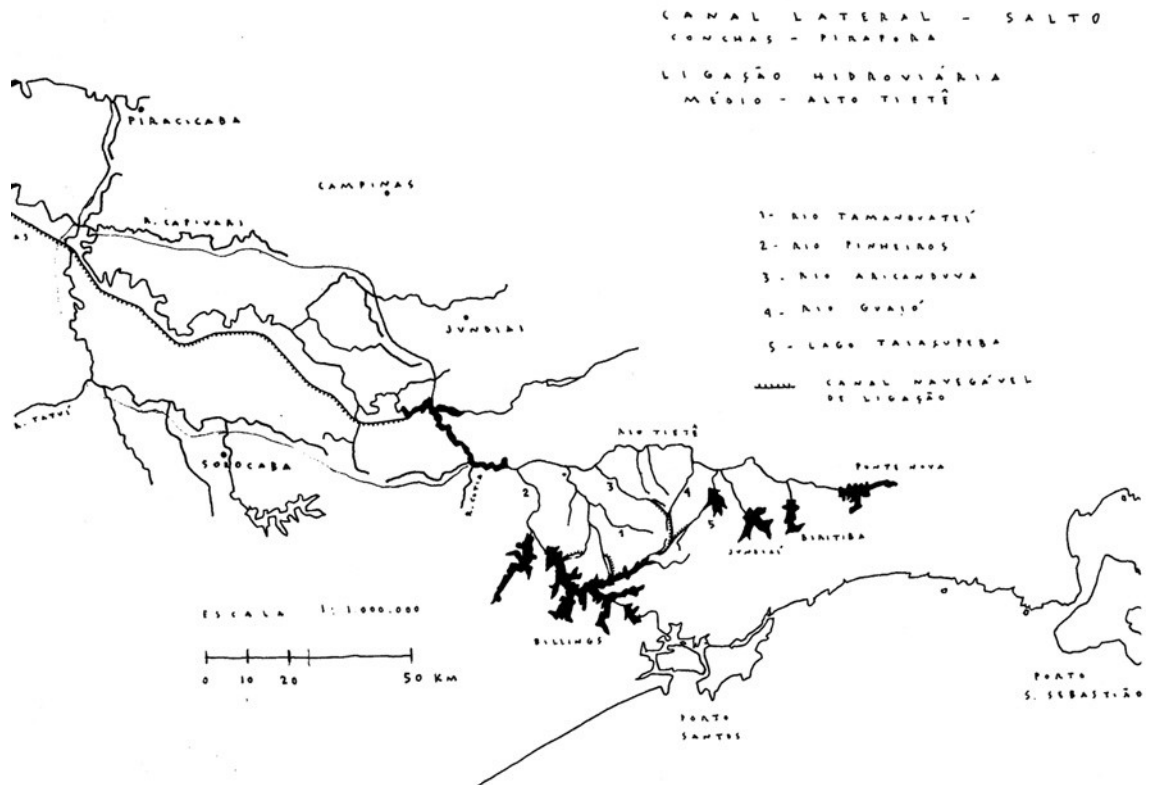 CANAL LATERAL - SALTO
CONCHAS - PIRAPORA
LIGAÇÃO HIDROVIÁRIA
MÉDIO - ALTO TIETÊ
PIRACICABA
CAMPINAS
R. CAPIVARI
AS
JUNDIAÍ
1- RIO TAMANDUATEÍ
2- RIO PINHEIROS
3- RIO ARICANDUVA
4- RIO GUAIÓ
5- LAGO TAIAÇUPEBA
CANAL NAVEGÁVEL
DE LIGAÇÃO
R. TATUÍ
SOROCABA
R. COTIA
RIO TIETÊ
PONTE NOVA
2
3
4
1
5
JUNDIAÍ
BIRITIBA
BILLINGS
ESCALA 1:1000.000
0 10 20 50 KM
PORTO
SANTOS
PORTO
S. SEBASTIÃO